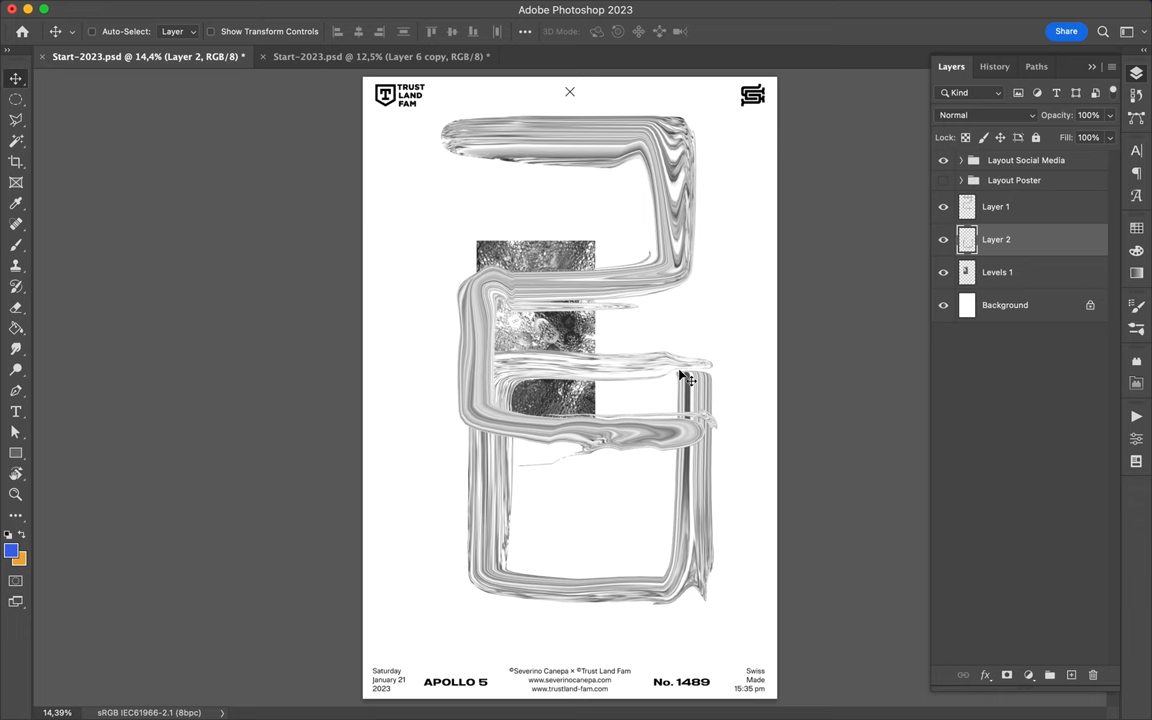 Adobe Photoshop 2023
Auto-Select: Layer Show Transform Controls 3D Mode: Share
Start-2023.psd @ 14,4% (Layer 2, RGB/8) * Start-2023.psd @ 12,5% (Layer 6 copy, RGB/8) *
TRUST
LAND
FAM
Saturday
January 21
2023
APOLLO 5
©Severino Canepa × ©Trust Land Fam
www.severinocanepa.com
www.trustland-fam.com
No. 1489
Swiss
Made
15:35 pm
Layers History Paths
Kind
Normal Opacity: 100%
Lock: Fill: 100%
Layout Social Media
Layout Poster
Layer 1
Layer 2
Levels 1
Background
14,39% sRGB IEC61966-2.1 (8bpc)